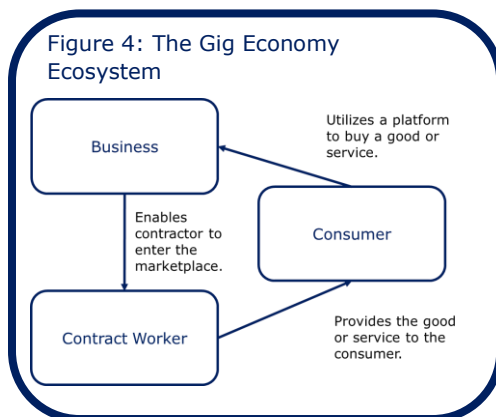 Figure 4: The Gig Economy
Ecosystem
Business
Utilizes a platform
to buy a good or
service.
Enables
contractor to
enter the
marketplace.
Consumer
Contract Worker
Provides the good
or service to the
consumer.